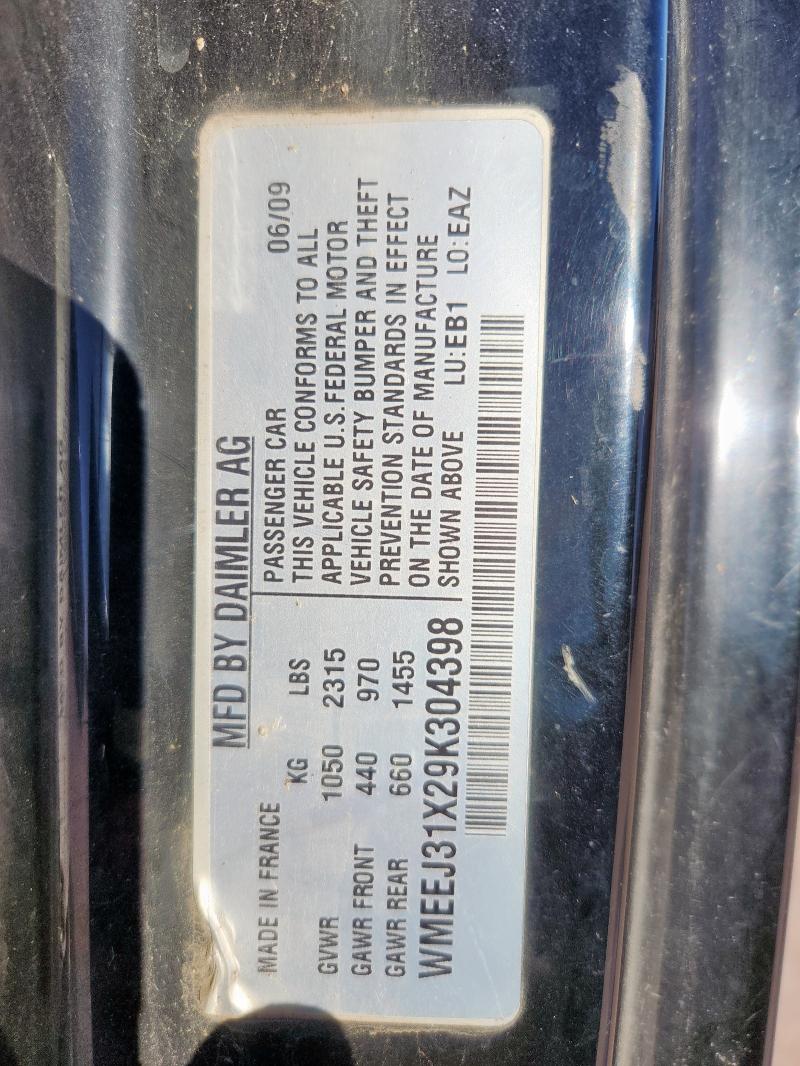 MFD BY DAIMLER AG
MADE IN FRANCE
KG LBS
GVWR 1050 2315
GAWR FRONT 440 970
GAWR REAR 660 1455
PASSENGER CAR 06/09
THIS VEHICLE CONFORMS TO ALL
APPLICABLE U.S.FEDERAL MOTOR
VEHICLE SAFETY BUMPER AND THEFT
PREVENTION STANDARDS IN EFFECT
ON THE DATE OF MANUFACTURE
SHOWN ABOVE LU:EB1 LO:EAZ
WMEEJ31X29K304398